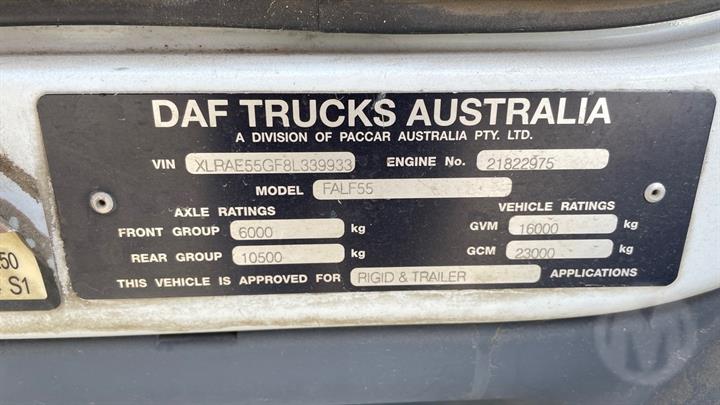 DAF TRUCKS AUSTRALIA
A DIVISION OF PACCAR AUSTRALIA PTY. LTD.
VIN XLRAE55GF8L339933 ENGINE No. 21822975
MODEL FALF55
AXLE RATINGS VEHICLE RATINGS
FRONT GROUP 6000 kg GVM 16000 kg
REAR GROUP 10500 kg GCM 23000 kg
THIS VEHICLE IS APPROVED FOR RIGID & TRAILER APPLICATIONS
50
S1
M